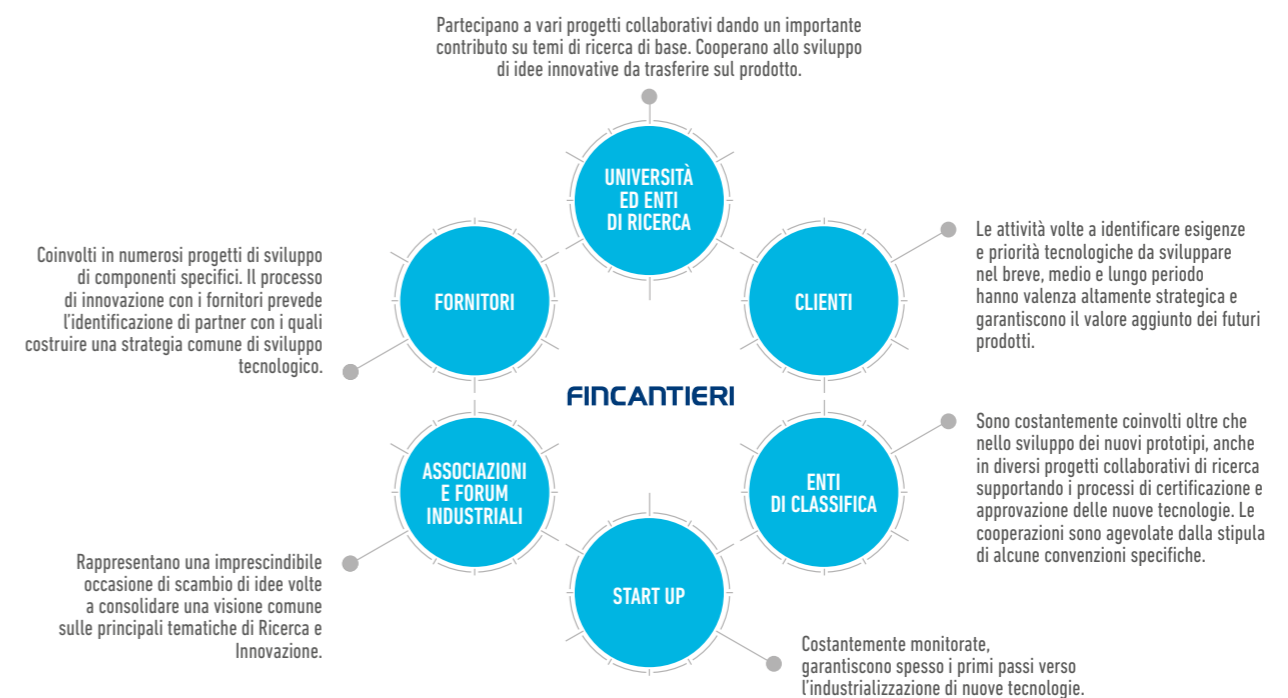 Partecipano a vari progetti collaborativi dando un importante
contributo su temi di ricerca di base. Cooperano allo sviluppo
di idee innovative da trasferire sul prodotto.
UNIVERSITÀ
ED ENTI
DI RICERCA
Coinvolti in numerosi progetti di sviluppo
di componenti specifici. Il processo
di innovazione con i fornitori prevede
l'identificazione di partner con i quali
costruire una strategia comune di sviluppo
tecnologico.
FORNITORI
CLIENTI
Le attività volte a identificare esigenze
e priorità tecnologiche da sviluppare
nel breve, medio e lungo periodo
hanno valenza altamente strategica e
garantiscono il valore aggiunto dei futuri
prodotti.
FINCANTIERI
ASSOCIAZIONI
E FORUM
INDUSTRIALI
ENTI
DI CLASSIFICA
Sono costantemente coinvolti oltre che
nello sviluppo dei nuovi prototipi, anche
in diversi progetti collaborativi di ricerca
supportando i processi di certificazione e
approvazione delle nuove tecnologie. Le
cooperazioni sono agevolate dalla stipula
di alcune convenzioni specifiche.
Rappresentano una imprescindibile
occasione di scambio di idee volte
a consolidare una visione comune
sulle principali tematiche di Ricerca e
Innovazione.
START UP
Costantemente monitorate,
garantiscono spesso i primi passi verso
l'industrializzazione di nuove tecnologie.